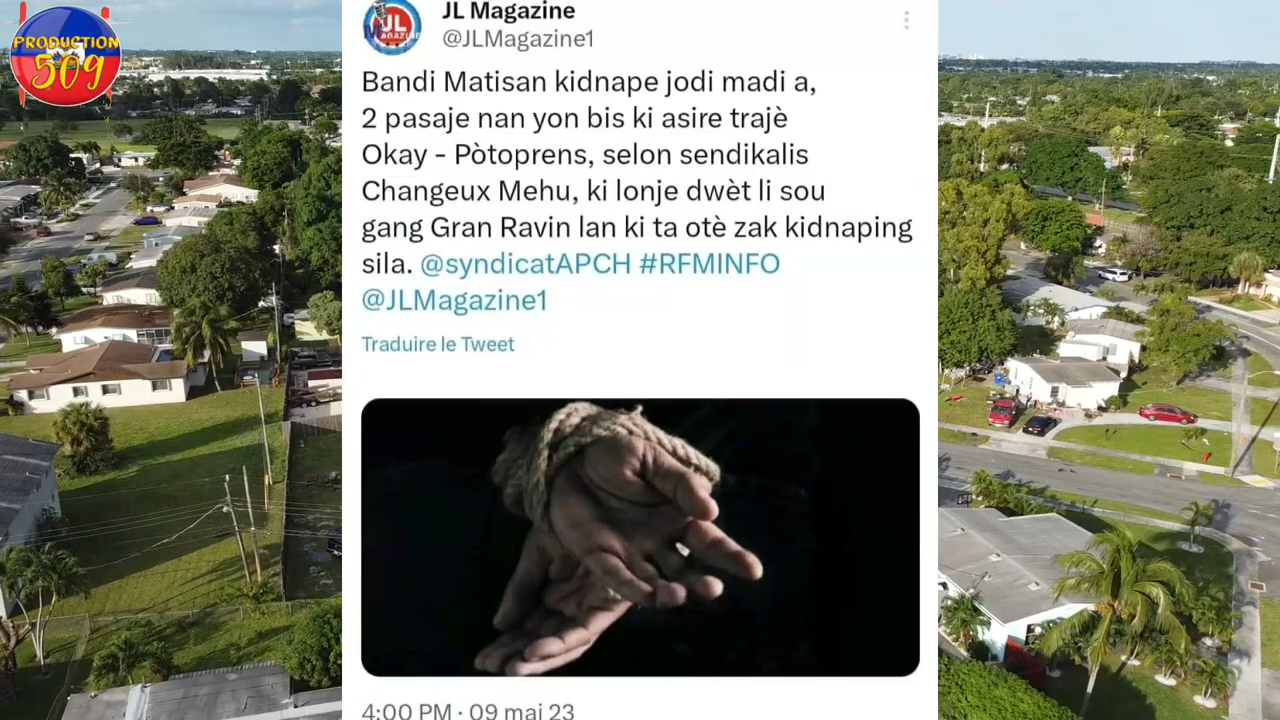 PRODUCTION
509
JL Magazine
@JLMagazine1
Bandi Matisan kidnape jodi madi a,
2 pasaje nan yon bis ki asire trajè
Okay - Pòtoprens, selon sendikalis
Changeux Mehu, ki lonje dwèt li sou
gang Gran Ravin lan ki ta otè zak kidnaping
sila. @syndicatAPCH #RFMINFO
@JLMagazine1
Traduire le Tweet
4:00 PM · 09 mai 23